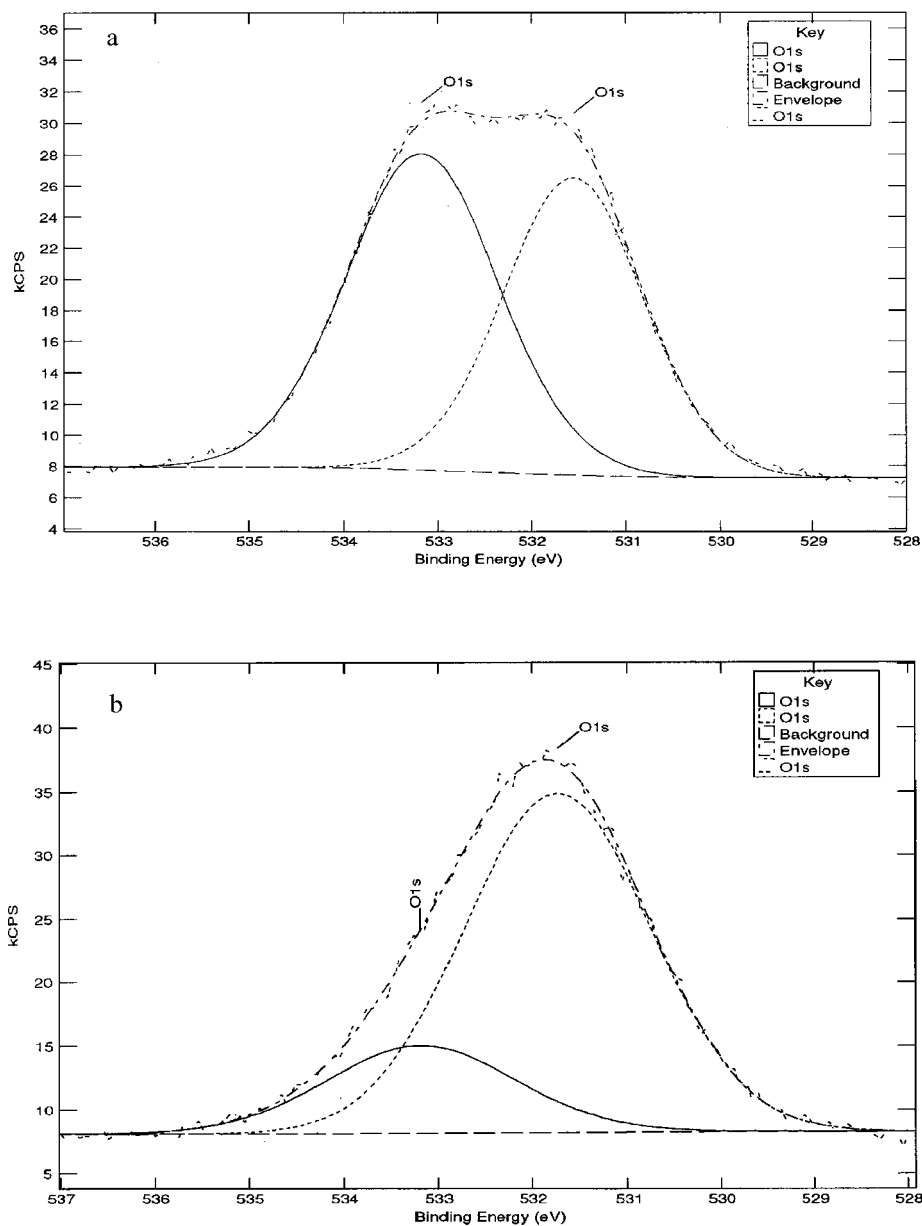 a
36
34
32
30
28
26
24
22
20
18
16
14
12
10
8
6
4
kCPS
O1s
O1s
Key
O1s
O1s
Background
Envelope
O1s
536 535 534 533 532 531 530 529 528
Binding Energy (eV)
b
45
40
35
30
25
20
15
10
5
kCPS
O1s
O1s
Key
O1s
O1s
Background
Envelope
O1s
537 536 535 534 533 532 531 530 529 528
Binding Energy (eV)